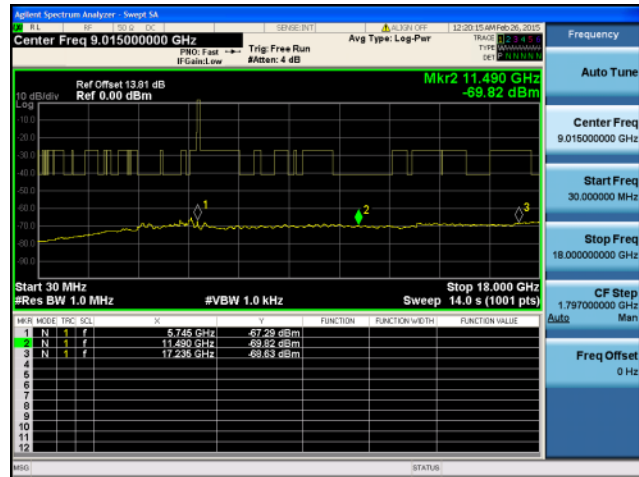 Agilent Spectrum Analyzer - Swept SA
RL RF 50 Ω DC SENSE:INT ALIGN OFF 12:20:15 AM Feb 26, 2015
Center Freq 9.015000000 GHz
PNO: Fast
IFGain:Low
Trig: Free Run
#Atten: 4 dB
Avg Type: Log-Pwr
TRACE 1 2 3 4 5 6
TYPE
DET P N N N N N
Ref Offset 13.81 dB
10 dB/div Ref 0.00 dBm
Log
Mkr2 11.490 GHz
-69.82 dBm
-10.0
-20.0
-30.0
-40.0
-50.0
-60.0
-70.0
-80.0
-90.0
1
2
3
Start 30 MHz Stop 18.000 GHz
#Res BW 1.0 MHz #VBW 1.0 kHz Sweep 14.0 s (1001 pts)
MKR MODE TRC SCL X Y FUNCTION FUNCTION WIDTH FUNCTION VALUE
1 N 1 f 5.745 GHz -67.29 dBm
2 N 1 f 11.490 GHz -69.82 dBm
3 N 1 f 17.235 GHz -68.63 dBm
4
5
6
7
8
9
10
11
12
MSG STATUS
Frequency
Auto Tune
Center Freq
9.015000000 GHz
Start Freq
30.000000 MHz
Stop Freq
18.000000000 GHz
CF Step
1.797000000 GHz
Auto Man
Freq Offset
0 Hz